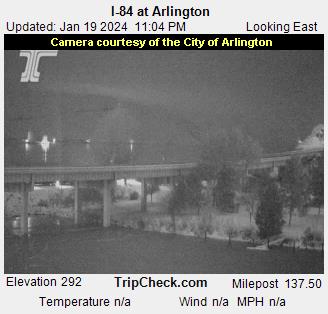 I-84 at Arlington
Updated: Jan 19 2024 11:04 PM Looking East
Camera courtesy of the City of Arlington
Elevation 292 TripCheck.com Milepost 137.50
Temperature n/a Wind n/a MPH n/a